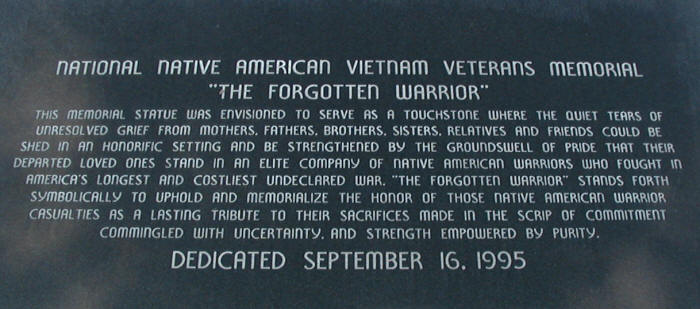 NATIONAL NATIVE AMERICAN VIETNAM VETERANS MEMORIAL
"THE FORGOTTEN WARRIOR"
THIS MEMORIAL STATUE WAS ENVISIONED TO SERVE AS A TOUCHSTONE WHERE THE QUIET TEARS OF
UNRESOLVED GRIEF FROM MOTHERS, FATHERS, BROTHERS, SISTERS, RELATIVES AND FRIENDS COULD BE
SHED IN AN HONORIFIC SETTING AND BE STRENGTHENED BY THE GROUNDSWELL OF PRIDE THAT THEIR
DEPARTED LOVED ONES STAND IN AN ELITE COMPANY OF NATIVE AMERICAN WARRIORS WHO FOUGHT IN
AMERICA'S LONGEST AND COSTLIEST UNDECLARED WAR. "THE FORGOTTEN WARRIOR" STANDS FORTH
SYMBOLICALLY TO UPHOLD AND MEMORIALIZE THE HONOR OF THOSE NATIVE AMERICAN WARRIOR
CASUALTIES AS A LASTING TRIBUTE TO THEIR SACRIFICES MADE IN THE SCRIP OF COMMITMENT
COMMINGLED WITH UNCERTAINTY, AND STRENGTH EMPOWERED BY PURITY.
DEDICATED SEPTEMBER 16, 1995